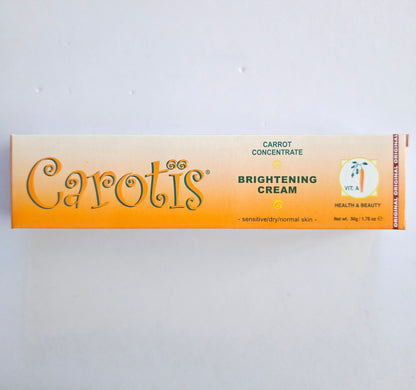 Carotïs®
CARROT
CONCENTRATE
BRIGHTENING
CREAM
- sensitive/dry/normal skin -
VIT. A
HEALTH & BEAUTY
Net wt. 50g / 1,76 oz ℮
ORIGINAL ORIGINAL ORIGINAL